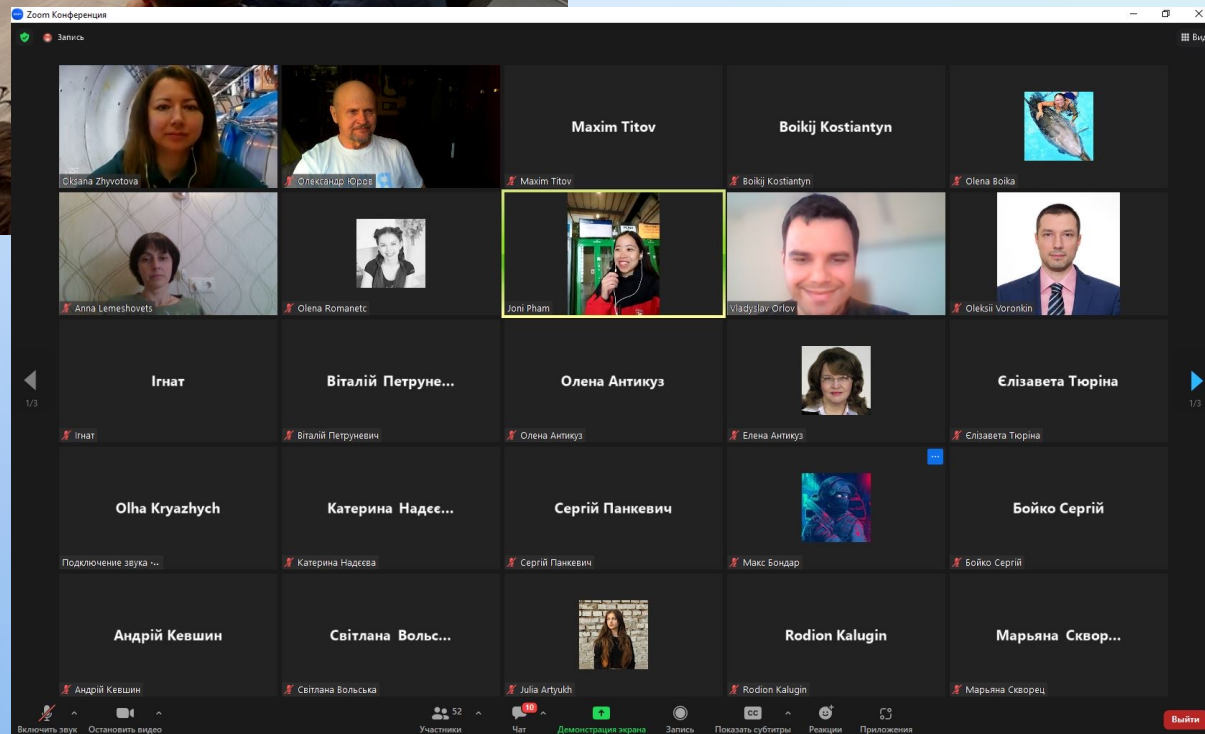 Zoom Конференция
Запись
Вид
Oksana Zhyvotova
Олександр Юров
Maxim Titov
Maxim Titov
Boikij Kostiantyn
Boikij Kostiantyn
Olena Boika
Anna Lemeshovets
Olena Romanetc
Joni Pham
Vladyslav Orlov
Oleksii Voronkin
1/3
Ігнат
Ігнат
Віталій Петруне...
Віталій Петруневич
Олена Антикуз
Олена Антикуз
Елена Антикуз
Єлізавета Тюріна
Єлізавета Тюріна
1/3
Olha Kryazhych
Подключение звука ...
Катерина Надєє...
Катерина Надєєва
Сергій Панкевич
Сергій Панкевич
...
Макс Бондар
Бойко Сергій
Бойко Сергій
Андрій Кевшин
Андрій Кевшин
Світлана Вольс...
Світлана Вольська
Julia Artyukh
Rodion Kalugin
Rodion Kalugin
Марьяна Сквор...
Марьяна Скворец
Включить звук
Остановить видео
52
Участники
10
Чат
Демонстрация экрана
Запись
CC
Показать субтитры
Реакции
Приложения
Выйти